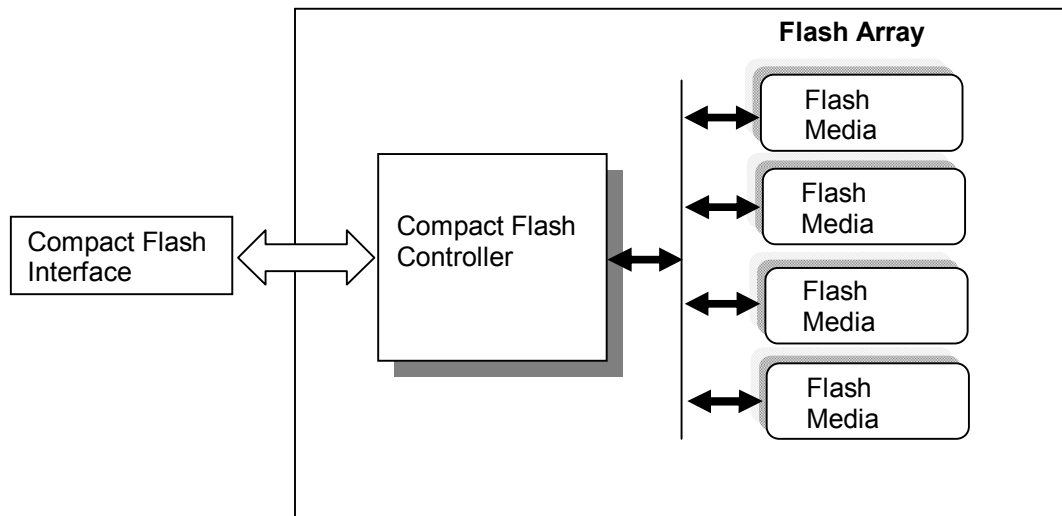 Flash Array
Flash
Media
Flash
Media
Compact Flash
Controller
Compact Flash
Interface
Flash
Media
Flash
Media